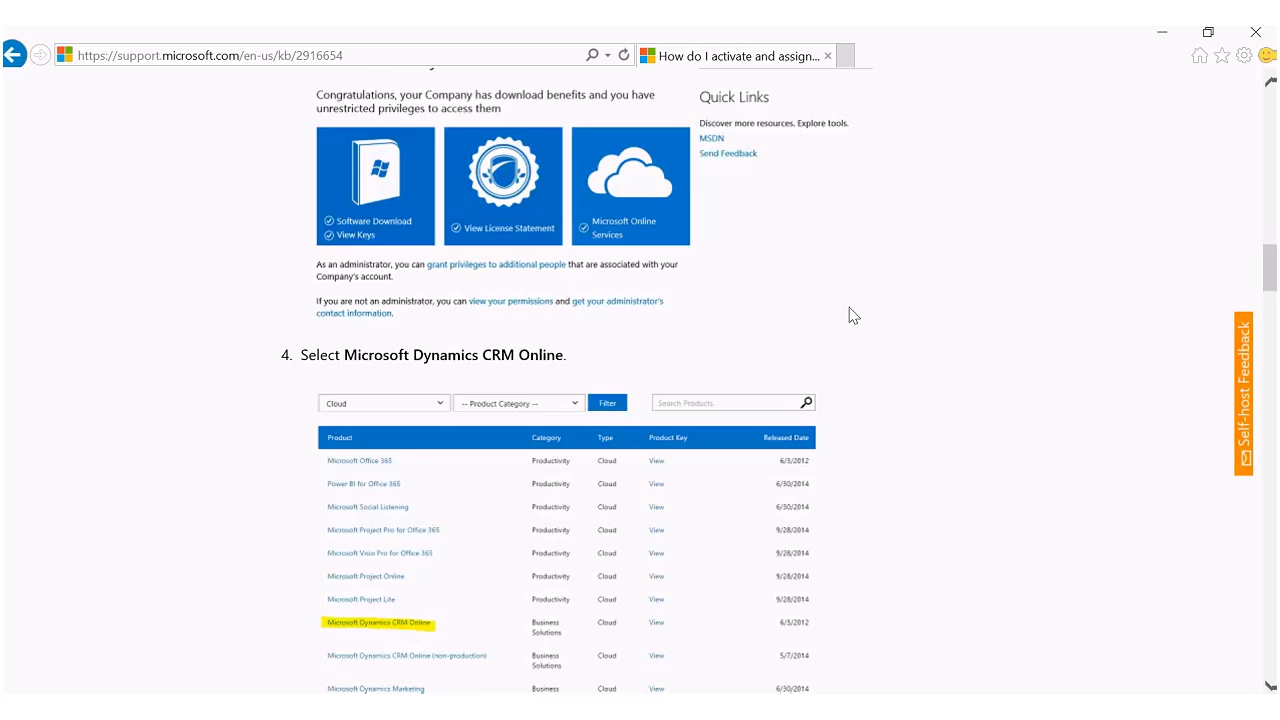 https://support.microsoft.com/en-us/kb/2916654
How do I activate and assign...
Congratulations, your Company has download benefits and you have
unrestricted privileges to access them
Quick Links
Discover more resources. Explore tools.
MSDN
Send Feedback
Software Download
View Keys
View License Statement
Microsoft Online
Services
As an administrator, you can grant privileges to additional people that are associated with your
Company's account.
If you are not an administrator, you can view your permissions and get your administrator's
contact information.
4. Select Microsoft Dynamics CRM Online.
Cloud -- Product Category -- Filter Search Products.
Product Category Type Product Key Released Date
Microsoft Office 365 Productivity Cloud View 6/3/2012
Power BI for Office 365 Productivity Cloud View 6/30/2014
Microsoft Social Listening Productivity Cloud View 6/30/2014
Microsoft Project Pro for Office 365 Productivity Cloud View 9/28/2014
Microsoft Visio Pro for Office 365 Productivity Cloud View 9/28/2014
Microsoft Project Online Productivity Cloud View 9/28/2014
Microsoft Project Lite Productivity Cloud View 9/28/2014
Microsoft Dynamics CRM Online Business Cloud View 6/3/2012
Solutions
Microsoft Dynamics CRM Online (non-production) Business Cloud View 5/7/2014
Solutions
Microsoft Dynamics Marketing Business Cloud View 6/30/2014
Self-host Feedback